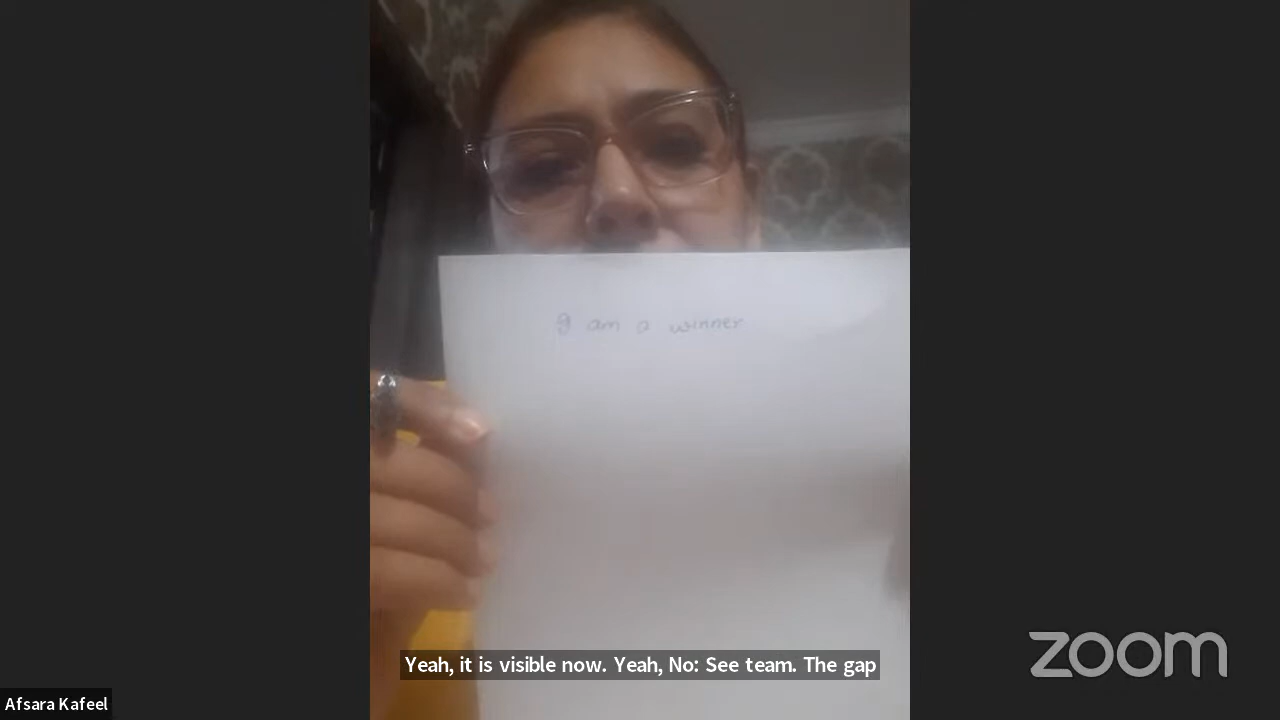 I am a winner
Yeah, it is visible now. Yeah, No: See team. The gap
zoom
Afsara Kafeel